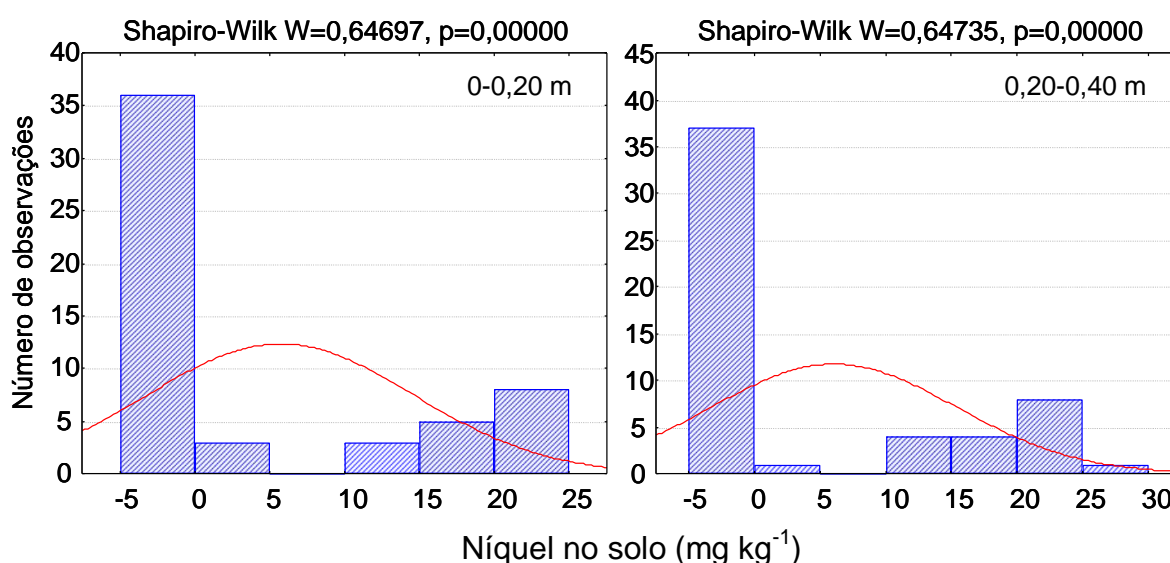 Shapiro-Wilk W=0,64697, p=0,00000
0-0,20 m
Número de observações
40
35
30
25
20
15
10
5
0
-5 0 5 10 15 20 25
Shapiro-Wilk W=0,64735, p=0,00000
0,20-0,40 m
45
40
35
30
25
20
15
10
5
0
-5 0 5 10 15 20 25 30
Níquel no solo (mg kg⁻¹)